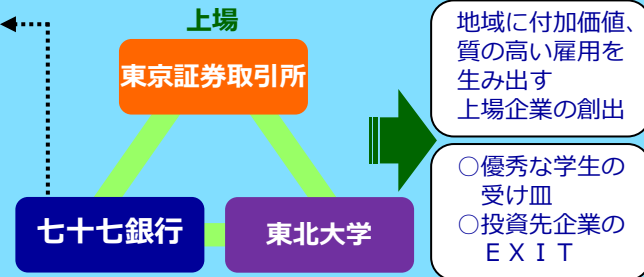 上場
東京証券取引所
七十七銀行
東北大学
地域に付加価値、
質の高い雇用を
生み出す
上場企業の創出
○優秀な学生の
受け皿
○投資先企業の
ＥＸＩＴ